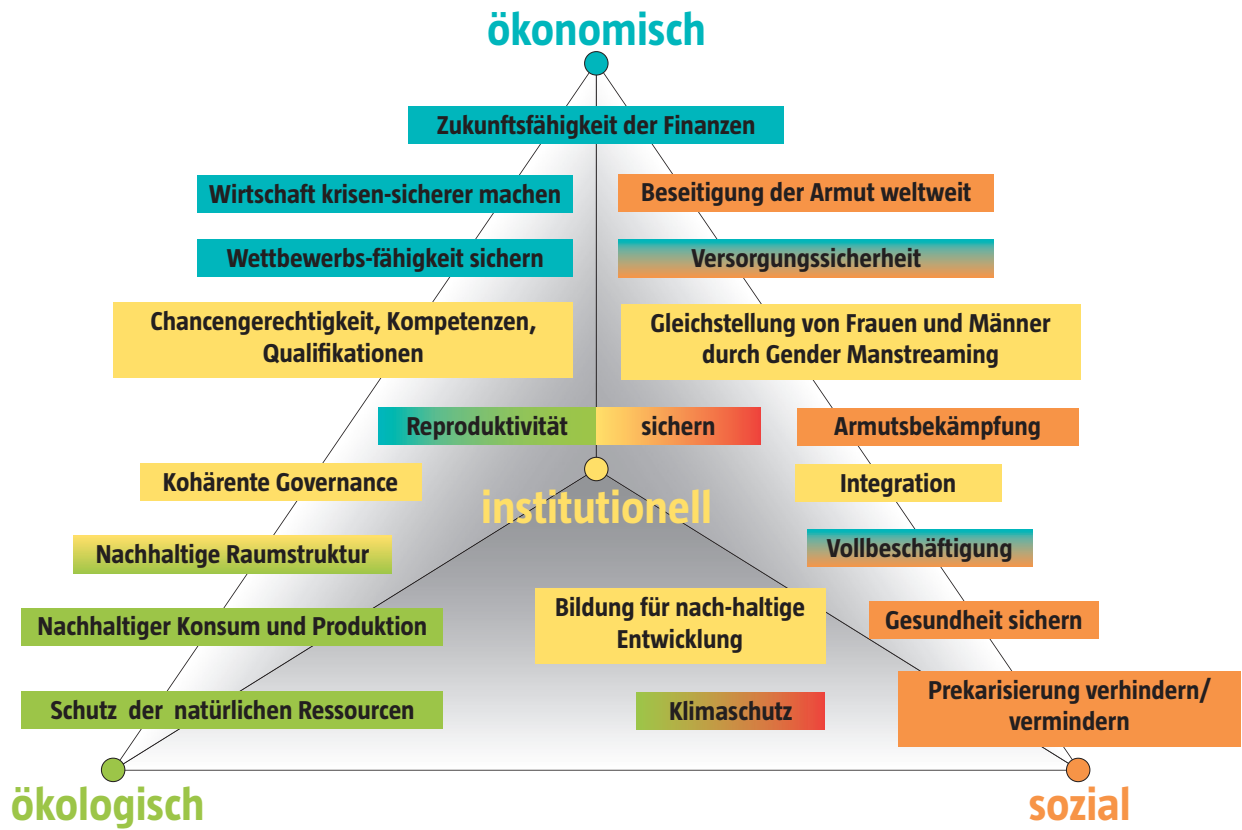 ökonomisch
Zukunftsfähigkeit der Finanzen
Wirtschaft krisen-sicherer machen
Beseitigung der Armut weltweit
Wettbewerbs-fähigkeit sichern
Versorgungssicherheit
Chancengerechtigkeit, Kompetenzen,
Qualifikationen
Gleichstellung von Frauen und Männer
durch Gender Manstreaming
Reproduktivität sichern
Armutsbekämpfung
Kohärente Governance
Integration
institutionell
Nachhaltige Raumstruktur
Vollbeschäftigung
Nachhaltiger Konsum und Produktion
Bildung für nach-haltige
Entwicklung
Gesundheit sichern
Schutz der natürlichen Ressourcen
Klimaschutz
Prekarisierung verhindern/
vermindern
ökologisch
sozial